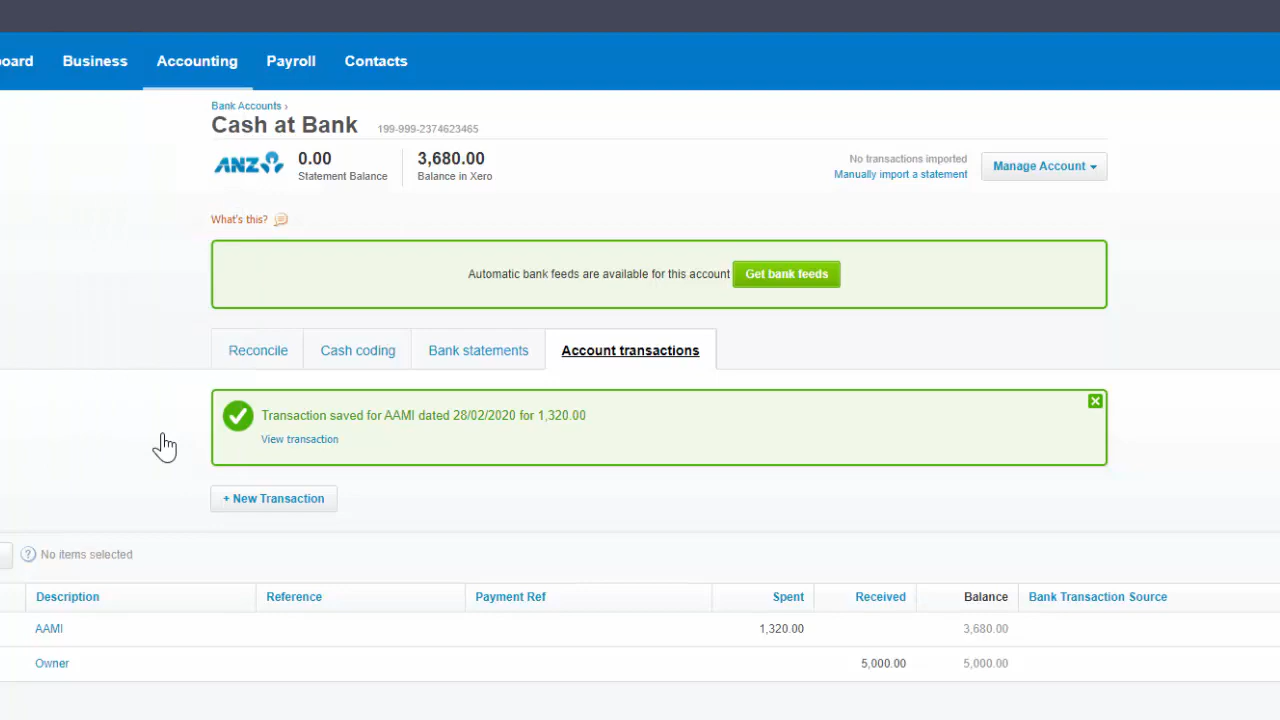 oard Business Accounting Payroll Contacts
Bank Accounts ›
Cash at Bank 199-999-2374623465
ANZ 0.00 3,680.00 No transactions imported Manage Account
Statement Balance Balance in Xero Manually import a statement
What's this?
Automatic bank feeds are available for this account Get bank feeds
Reconcile Cash coding Bank statements Account transactions
Transaction saved for AAMI dated 28/02/2020 for 1,320.00
View transaction
+ New Transaction
? No items selected
Description Reference Payment Ref Spent Received Balance Bank Transaction Source
AAMI 1,320.00 3,680.00
Owner 5,000.00 5,000.00